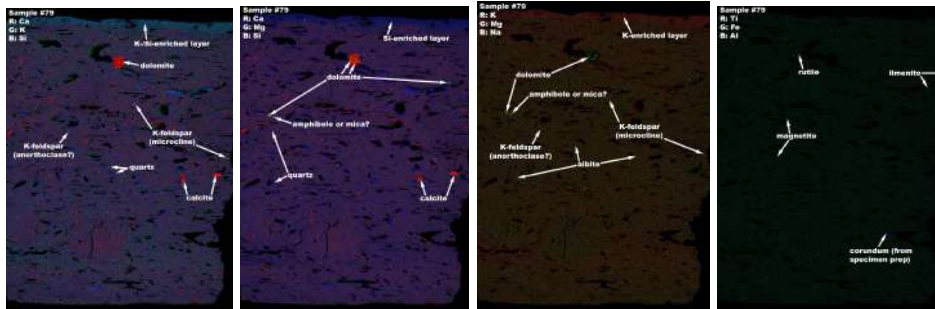 Sample #79
R: Ca
G: K
B: Si
K-/Si-enriched layer
dolomite
K-feldspar
(microcline)
K-feldspar
(anorthoclase?)
quartz
calcite
Sample #79
R: Ca
G: Mg
B: Si
Si-enriched layer
dolomite
amphibole or mica?
quartz
calcite
Sample #79
R: K
G: Mg
B: Na
K-enriched layer
dolomite
amphibole or mica?
K-feldspar
(microcline)
K-feldspar
(anorthoclase?)
albite
Sample #79
R: Ti
G: Fe
B: Al
rutile
ilmenite
magnetite
corundum (from
specimen prep)